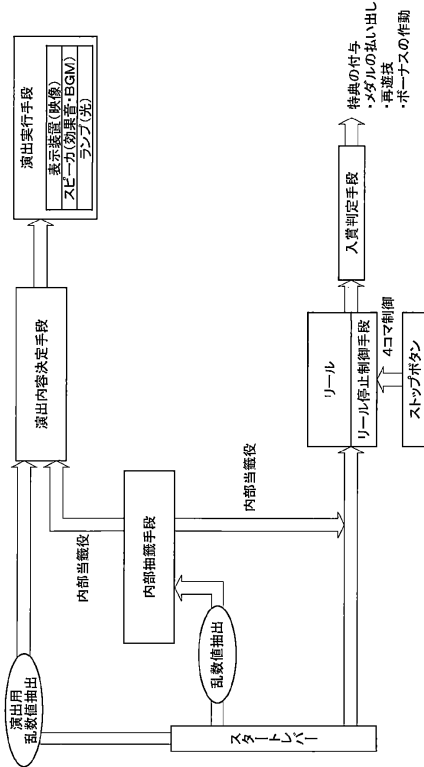 演出用
乱数値抽出
演出内容決定手段
演出実行手段
表示装置(映像)
スピーカ(効果音・BGM)
ランプ(光)
内部当籤役
内部抽籤手段
内部当籤役
乱数値抽出
スタートレバー
リール
リール停止制御手段
4コマ制御
ストップボタン
入賞判定手段
特典の付与
・メダルの払い出し
・再遊技
・ボーナスの作動